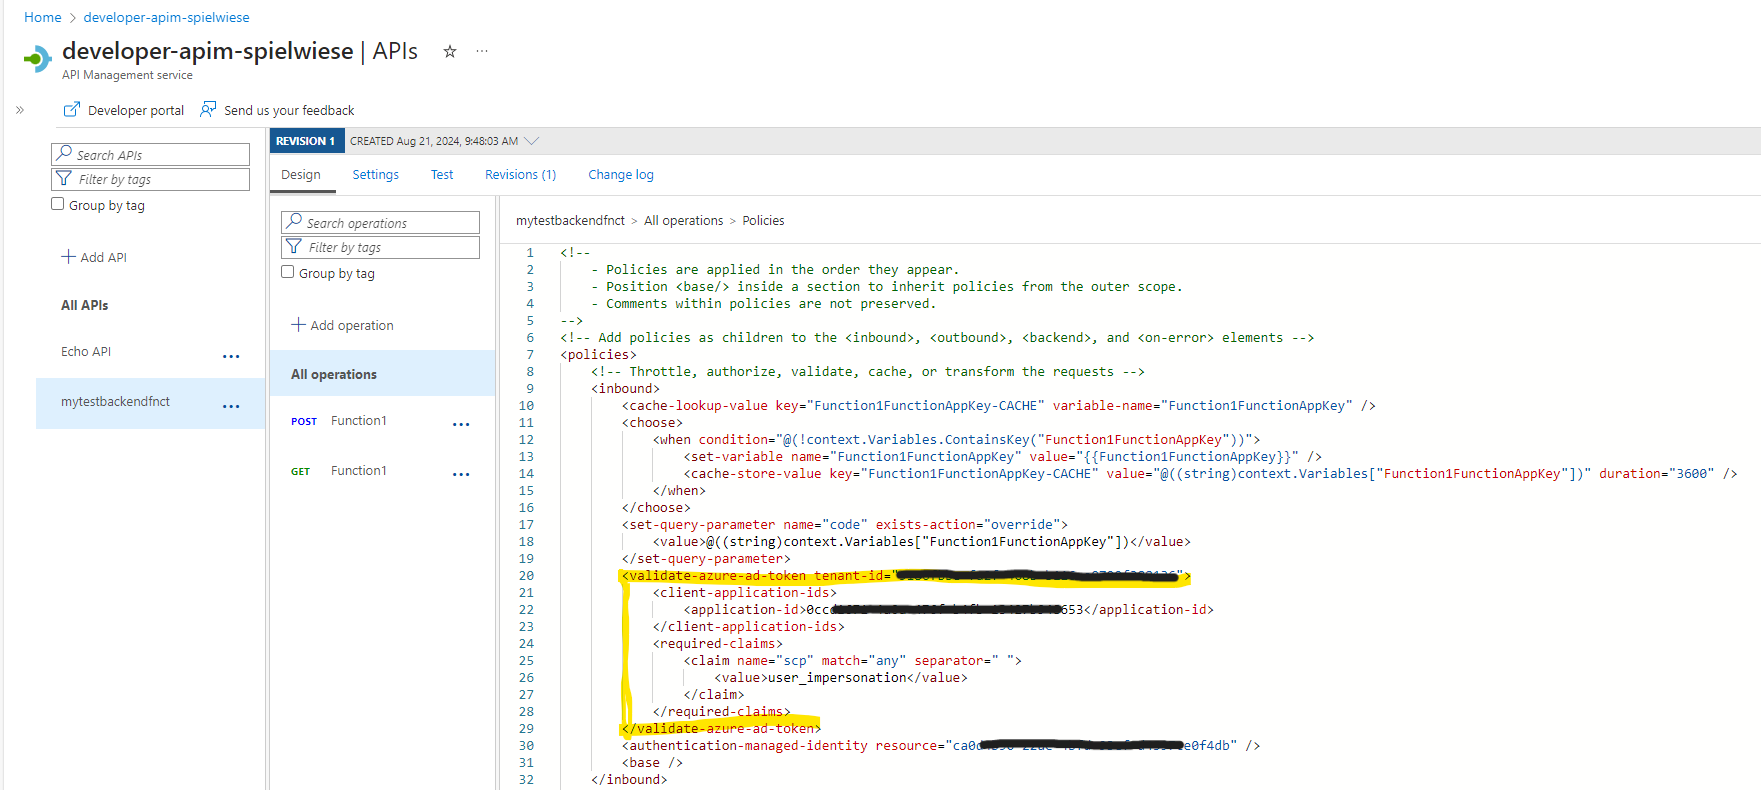 Home > developer-apim-spielwiese
developer-apim-spielwiese | APIs ☆ ...
API Management service
» Developer portal Send us your feedback
Search APIs
Filter by tags
Group by tag
+ Add API
All APIs
Echo API ...
mytestbackendfnct ...
REVISION 1 CREATED Aug 21, 2024, 9:48:03 AM
Design Settings Test Revisions (1) Change log
Search operations
Filter by tags
Group by tag
+ Add operation
All operations
POST Function1 ...
GET Function1 ...
mytestbackendfnct > All operations > Policies
1 <!--
2 - Policies are applied in the order they appear.
3 - Position <base/> inside a section to inherit policies from the outer scope.
4 - Comments within policies are not preserved.
5 -->
6 <!-- Add policies as children to the <inbound>, <outbound>, <backend>, and <on-error> elements -->
7 <policies>
8 <!-- Throttle, authorize, validate, cache, or transform the requests -->
9 <inbound>
10 <cache-lookup-value key="Function1FunctionAppKey-CACHE" variable-name="Function1FunctionAppKey" />
11 <choose>
12 <when condition="@(!context.Variables.ContainsKey("Function1FunctionAppKey"))">
13 <set-variable name="Function1FunctionAppKey" value="{{Function1FunctionAppKey}}" />
14 <cache-store-value key="Function1FunctionAppKey-CACHE" value="@((string)context.Variables["Function1FunctionAppKey"])" duration="3600" />
15 </when>
16 </choose>
17 <set-query-parameter name="code" exists-action="override">
18 <value>@((string)context.Variables["Function1FunctionAppKey"])</value>
19 </set-query-parameter>
20 <validate-azure-ad-token tenant-id=" ">
21 <client-application-ids>
22 <application-id>0cc 653</application-id>
23 </client-application-ids>
24 <required-claims>
25 <claim name="scp" match="any" separator=" ">
26 <value>user_impersonation</value>
27 </claim>
28 </required-claims>
29 </validate-azure-ad-token>
30 <authentication-managed-identity resource="ca0d e0f4db" />
31 <base />
32 </inbound>